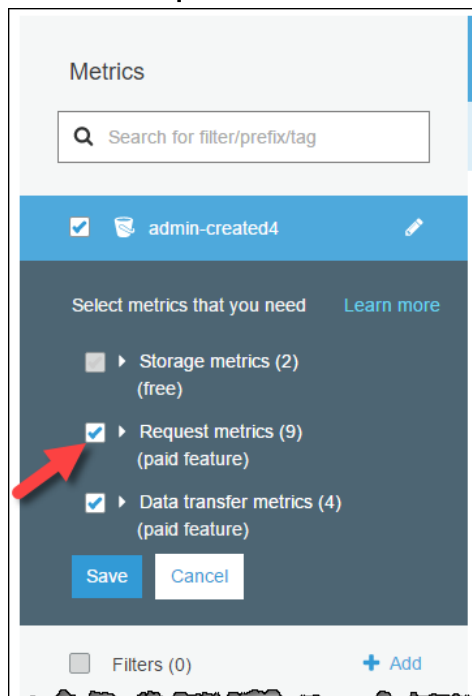 Metrics
Search for filter/prefix/tag
admin-created4
Select metrics that you need Learn more
Storage metrics (2)
(free)
Request metrics (9)
(paid feature)
Data transfer metrics (4)
(paid feature)
Save Cancel
Filters (0) + Add